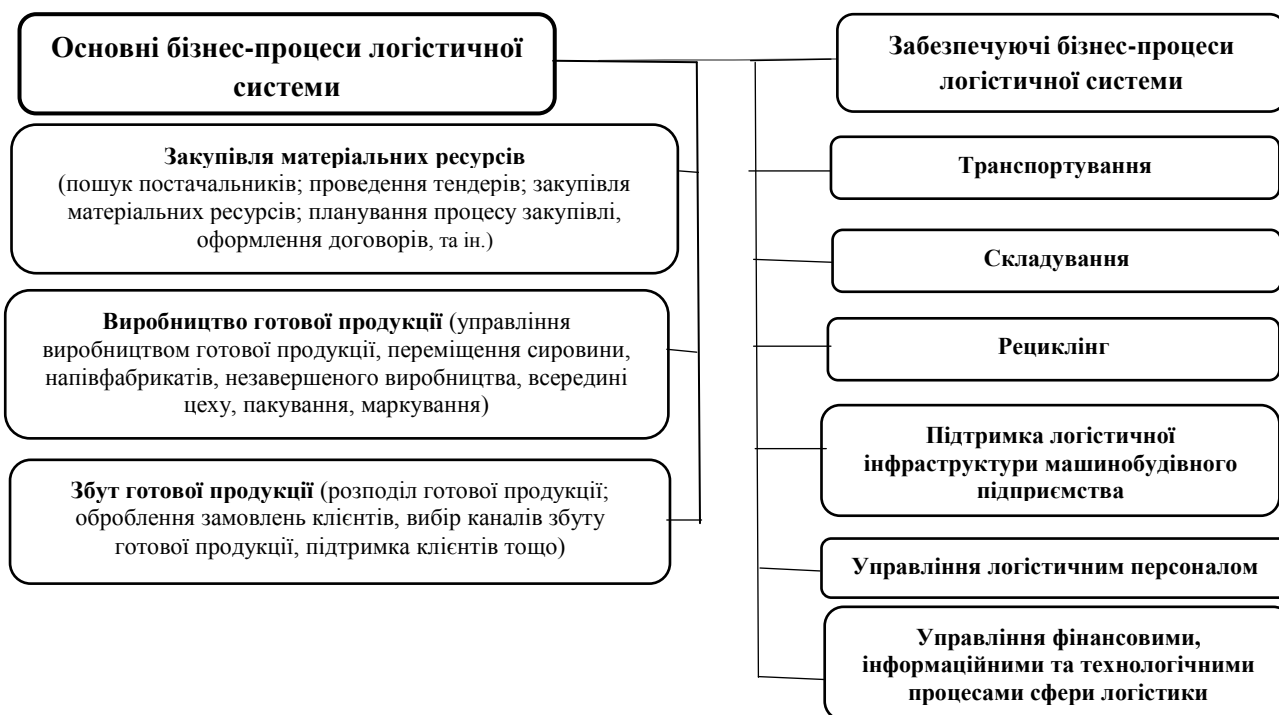 Основні бізнес-процеси логістичної
системи
Закупівля матеріальних ресурсів
(пошук постачальників; проведення тендерів; закупівля
матеріальних ресурсів; планування процесу закупівлі,
оформлення договорів, та ін.)
Виробництво готової продукції (управління
виробництвом готової продукції, переміщення сировини,
напівфабрикатів, незавершеного виробництва, всередині
цеху, пакування, маркування)
Збут готової продукції (розподіл готової продукції;
оброблення замовлень клієнтів, вибір каналів збуту
готової продукції, підтримка клієнтів тощо)
Забезпечуючі бізнес-процеси
логістичної системи
Транспортування
Складування
Рециклінг
Підтримка логістичної
інфраструктури машинобудівного
підприємства
Управління логістичним персоналом
Управління фінансовими,
інформаційними та технологічними
процесами сфери логістики